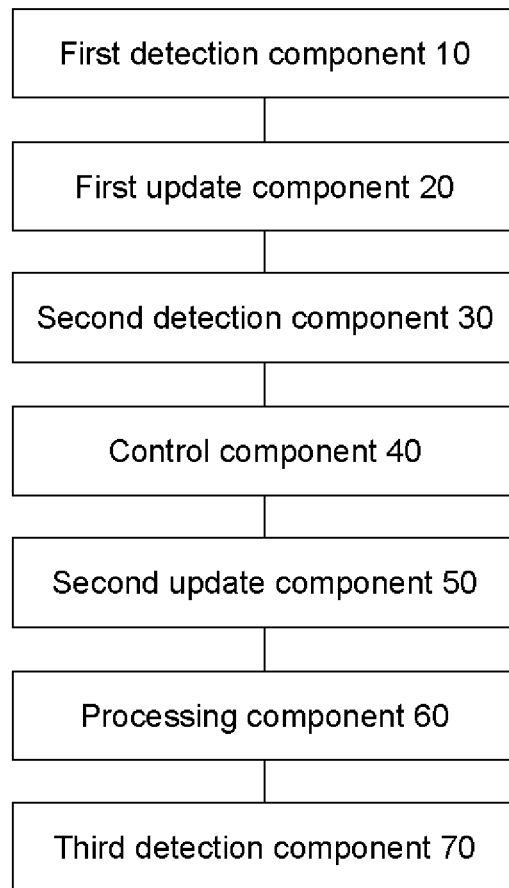 First detection component 10
First update component 20
Second detection component 30
Control component 40
Second update component 50
Processing component 60
Third detection component 70